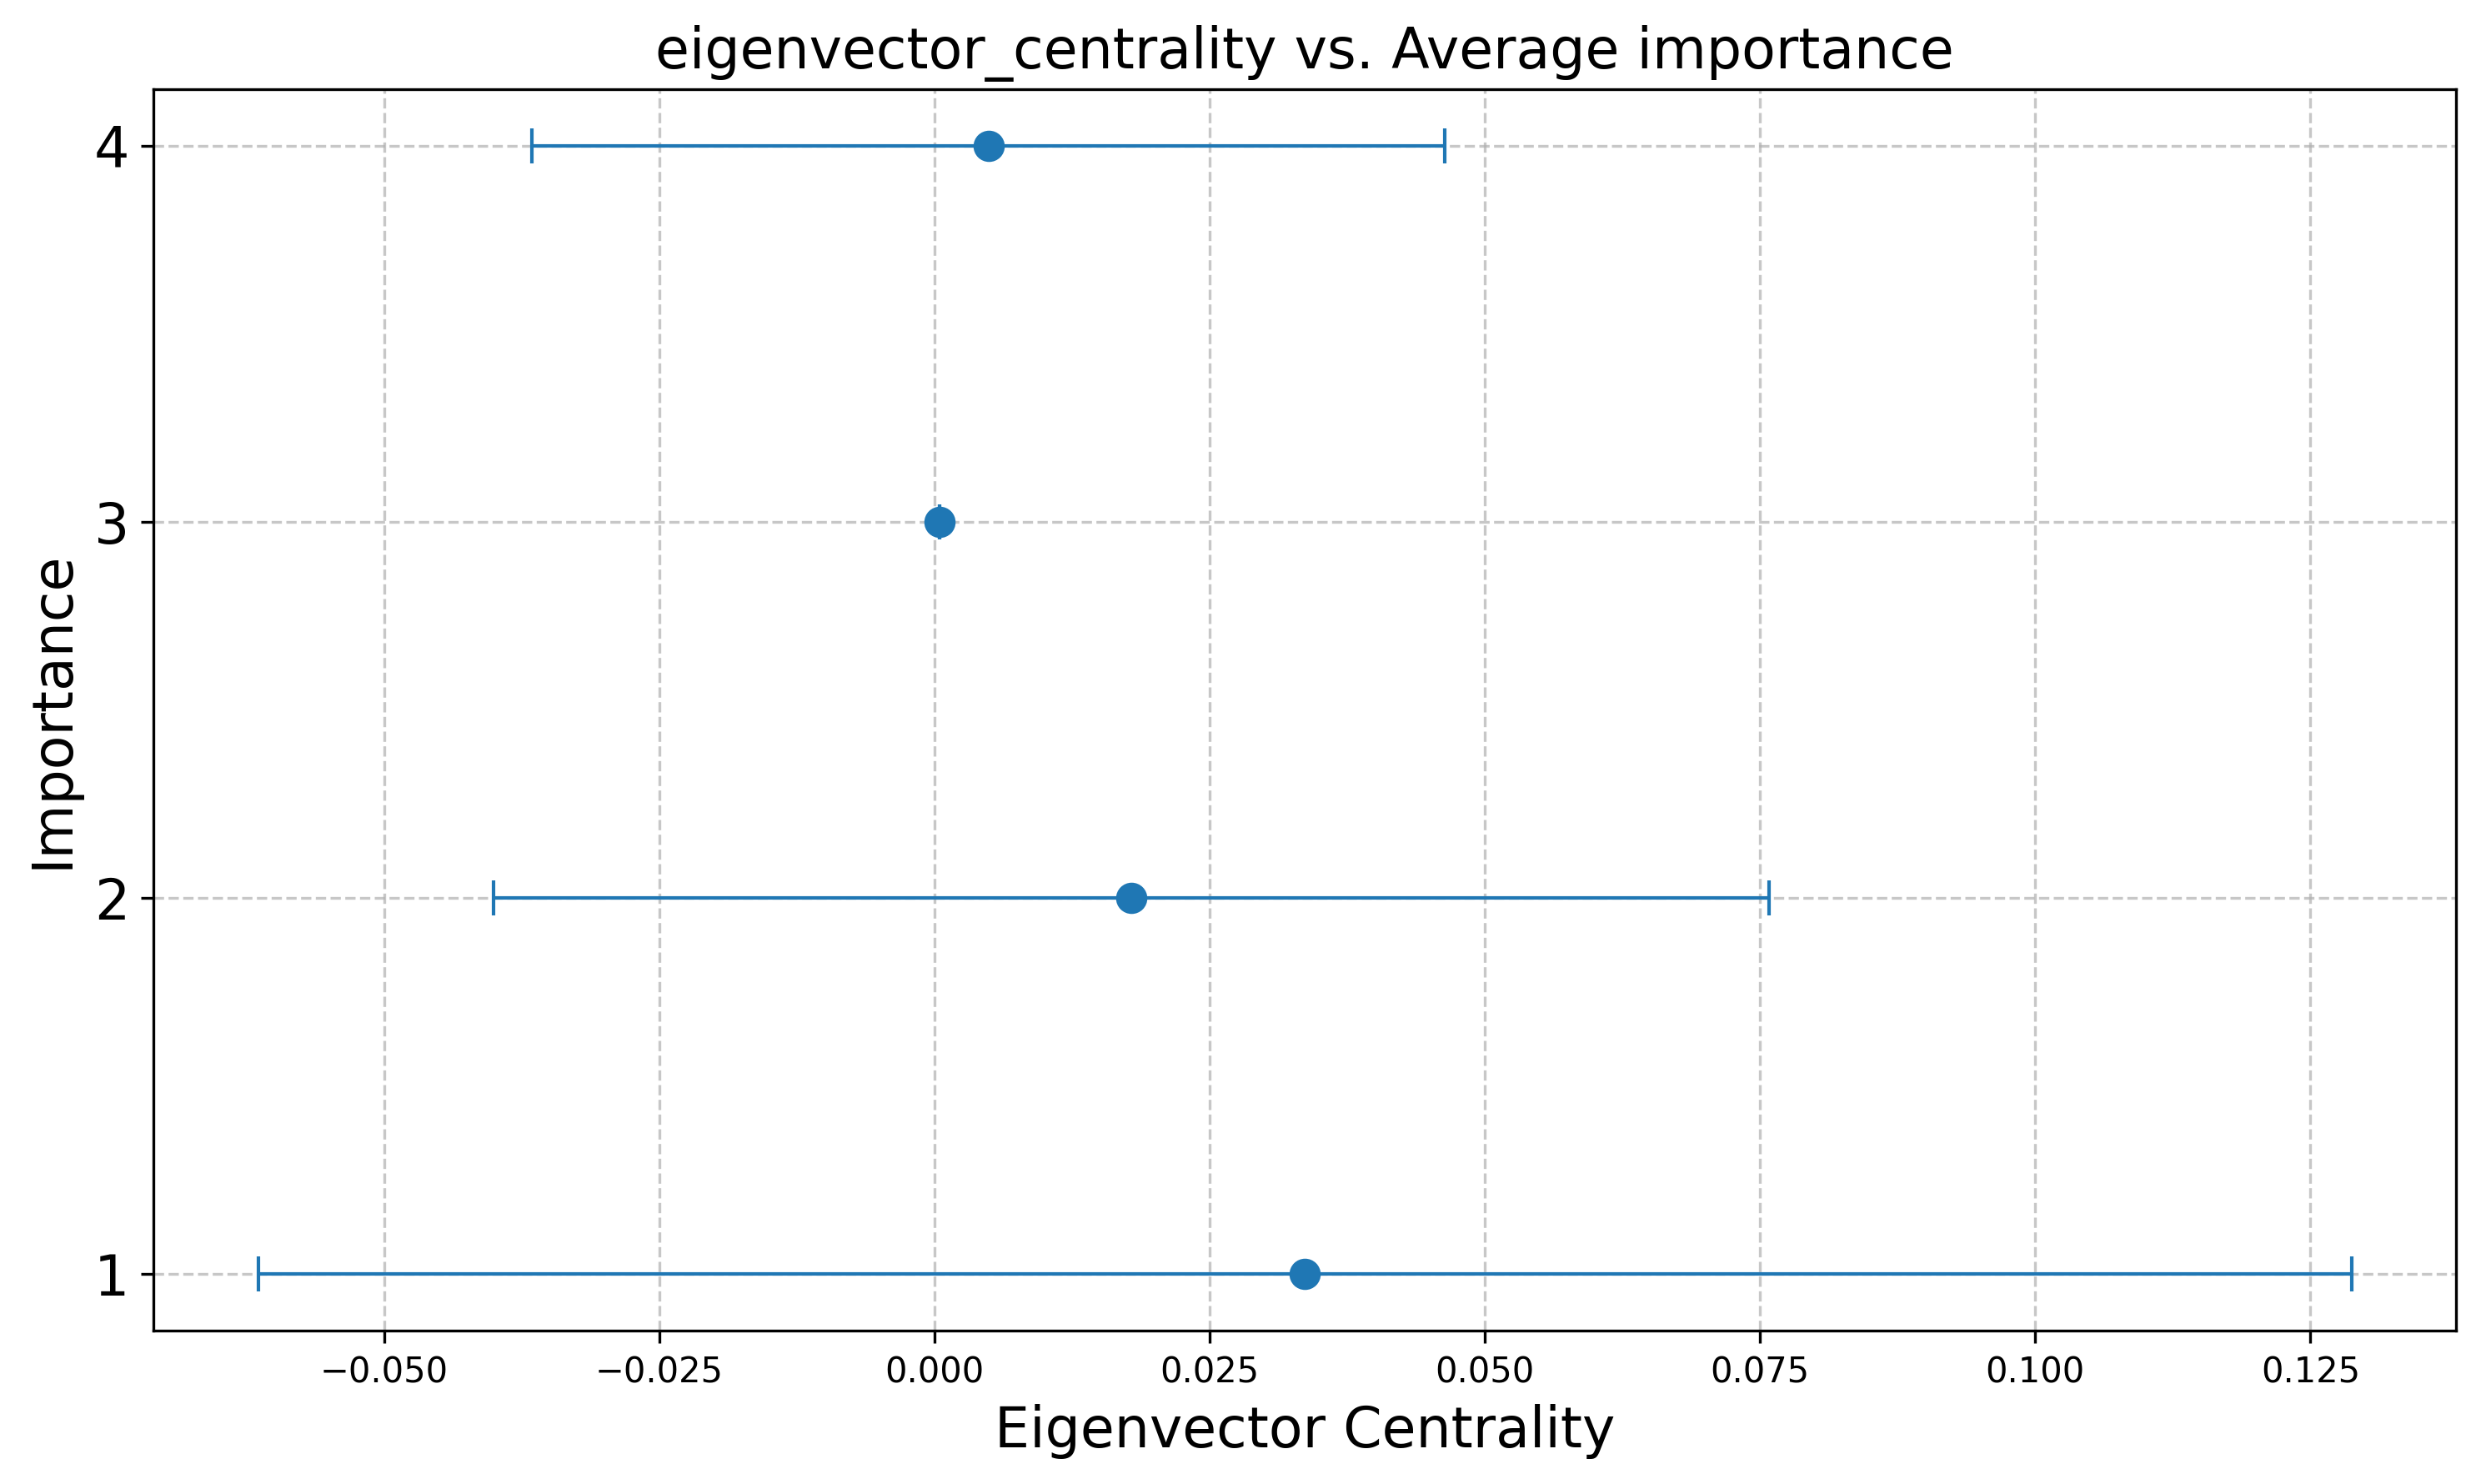 eigenvector_centrality vs. Average importance
4
3
2
1
Importance
−0.050 −0.025 0.000 0.025 0.050 0.075 0.100 0.125
Eigenvector Centrality